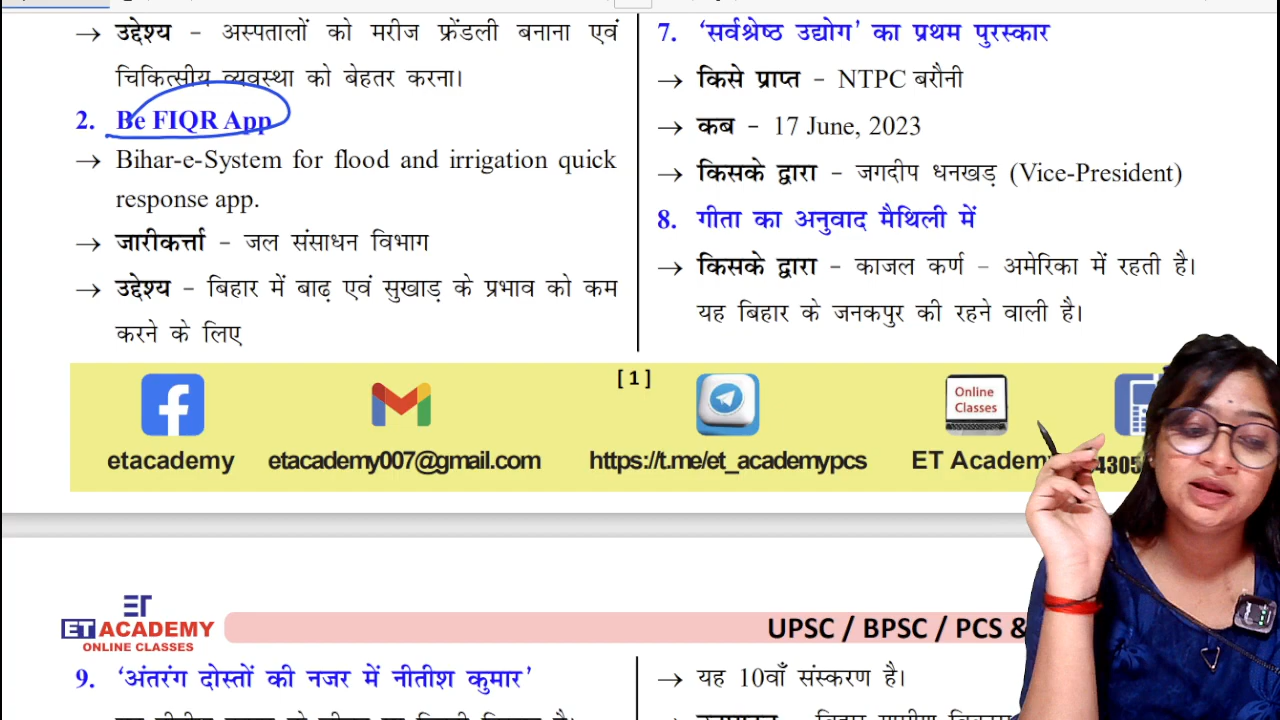 → उद्देश्य – अस्पतालों को मरीज फ्रेंडली बनाना एवं
चिकित्सीय व्यवस्था को बेहतर करना।
2. Be FIQR App
→ Bihar-e-System for flood and irrigation quick
response app.
→ जारीकर्त्ता – जल संसाधन विभाग
→ उद्देश्य – बिहार में बाढ़ एवं सुखाड़ के प्रभाव को कम
करने के लिए
7. ‘सर्वश्रेष्ठ उद्योग’ का प्रथम पुरस्कार
→ किसे प्राप्त – NTPC बरौनी
→ कब – 17 June, 2023
→ किसके द्वारा – जगदीप धनखड़ (Vice-President)
8. गीता का अनुवाद मैथिली में
→ किसके द्वारा – काजल कर्ण – अमेरिका में रहती है।
यह बिहार के जनकपुर की रहने वाली है।
[ 1 ]
Online
Classes
etacademy
etacademy007@gmail.com
https://t.me/et_academypcs
ET Academy
4305
ET
ET ACADEMY
ONLINE CLASSES
UPSC / BPSC / PCS &
9. ‘अंतरंग दोस्तों की नजर में नीतीश कुमार’
→ यह 10वाँ संस्करण है।